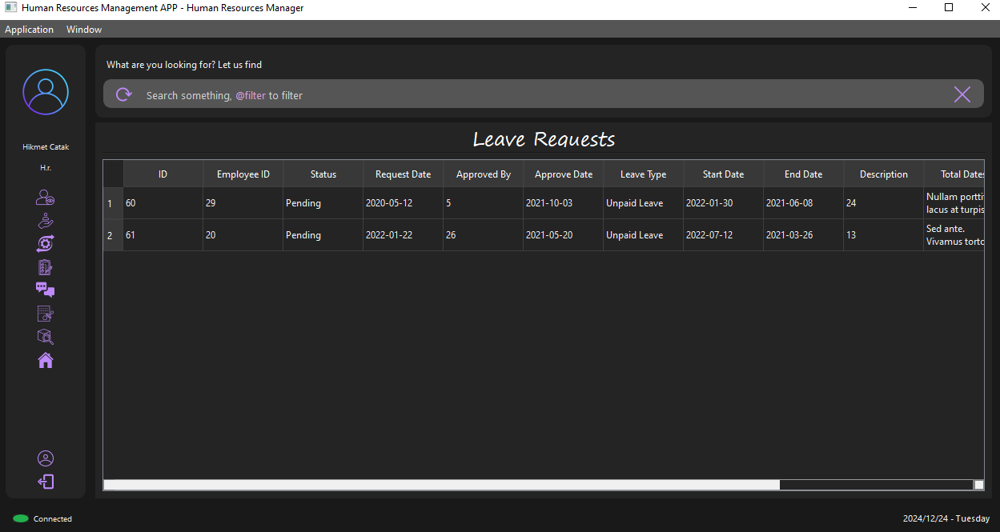 Human Resources Management APP - Human Resources Manager
Application Window
What are you looking for? Let us find
Search something, @filter to filter
Hikmet Catak
H.r.
Leave Requests
ID Employee ID Status Request Date Approved By Approve Date Leave Type Start Date End Date Description Total Dates
1 60 29 Pending 2020-05-12 5 2021-10-03 Unpaid Leave 2022-01-30 2021-06-08 24 Nullam portti
lacus at turpis
2 61 20 Pending 2022-01-22 26 2021-05-20 Unpaid Leave 2022-07-12 2021-03-26 13 Sed ante.
Vivamus torto
Connected
2024/12/24 - Tuesday